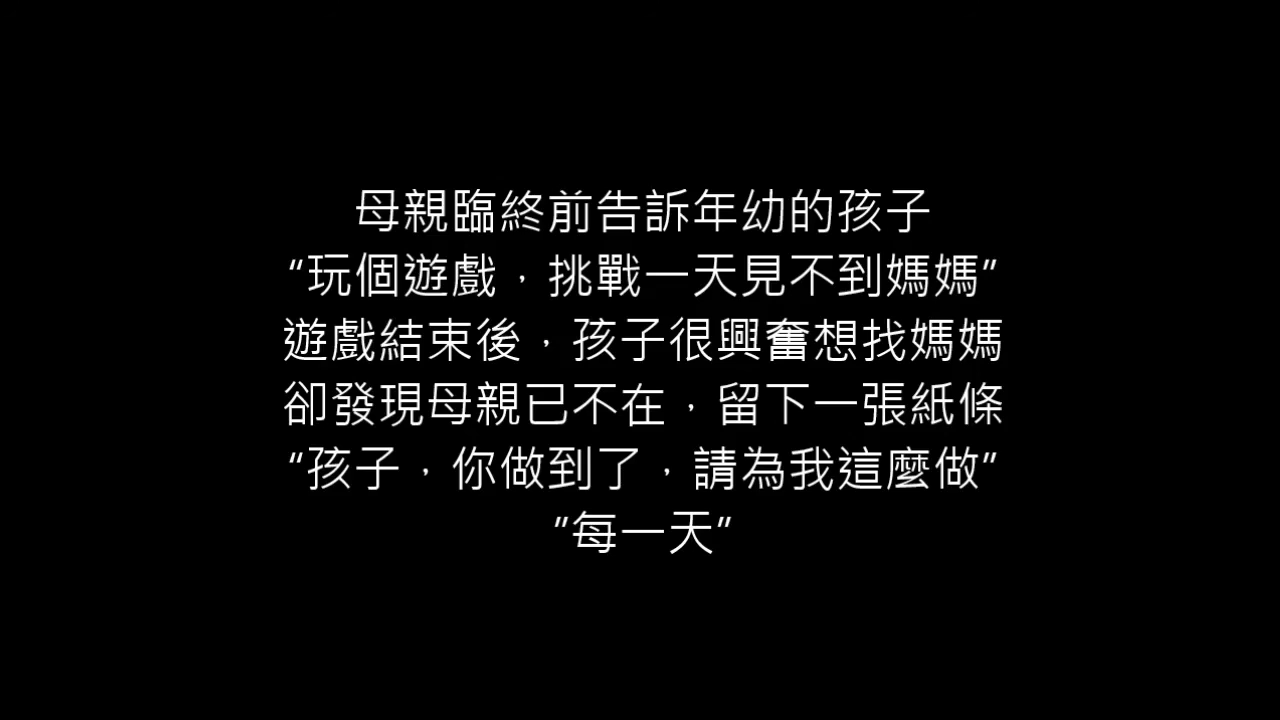 母親臨終前告訴年幼的孩子
“玩個遊戲，挑戰一天見不到媽媽”
遊戲結束後，孩子很興奮想找媽媽
卻發現母親已不在，留下一張紙條
“孩子，你做到了，請為我這麼做”
”每一天”